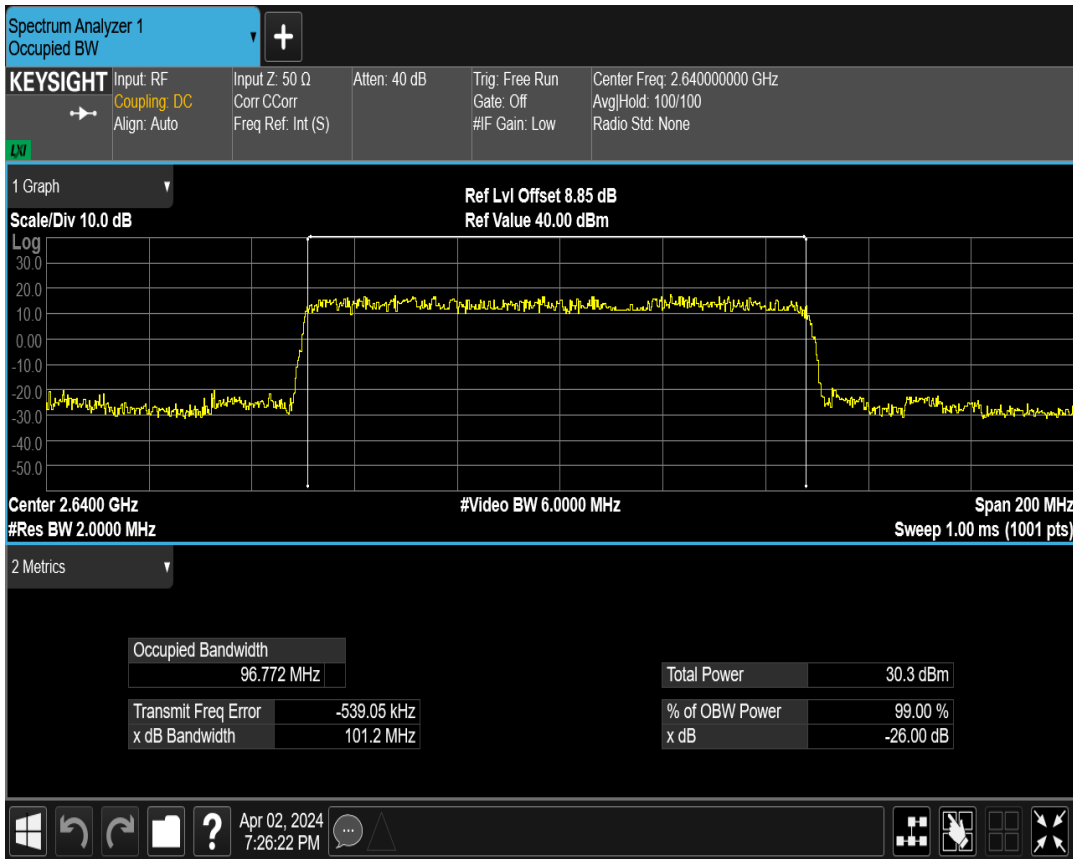 Spectrum Analyzer 1
Occupied BW
+
KEYSIGHT
LXI
Input: RF
Coupling: DC
Align: Auto
Input Z: 50 Ω
Corr CCorr
Freq Ref: Int (S)
Atten: 40 dB
Trig: Free Run
Gate: Off
#IF Gain: Low
Center Freq: 2.640000000 GHz
Avg|Hold: 100/100
Radio Std: None
1 Graph
Scale/Div 10.0 dB
Ref Lvl Offset 8.85 dB
Ref Value 40.00 dBm
Log
30.0
20.0
10.0
0.00
-10.0
-20.0
-30.0
-40.0
-50.0
Center 2.6400 GHz
#Video BW 6.0000 MHz
Span 200 MHz
#Res BW 2.0000 MHz
Sweep 1.00 ms (1001 pts)
2 Metrics
Occupied Bandwidth
96.772 MHz
Transmit Freq Error -539.05 kHz
x dB Bandwidth 101.2 MHz
Total Power 30.3 dBm
% of OBW Power 99.00 %
x dB -26.00 dB
?
Apr 02, 2024
7:26:22 PM